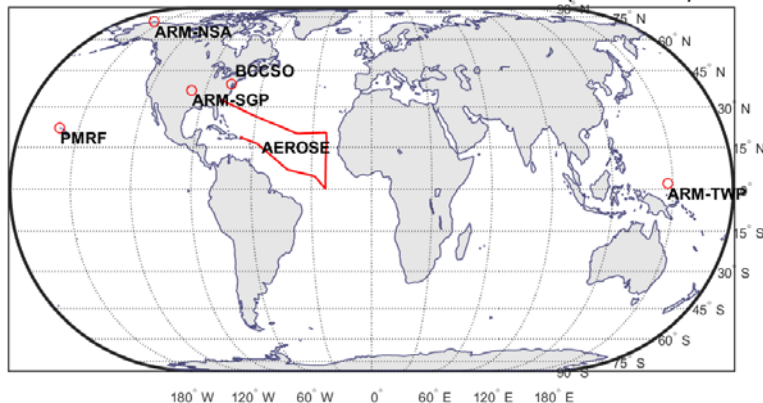 75° N
ARM-NSA
60° N
BCCSO
45° N
ARM-SGP
30° N
PMRF
AEROSE
15° N
ARM-TWP
0°
15° S
30° S
45° S
60° S
75° S
90° S
180° W 120° W 60° W 0° 60° E 120° E 180° E